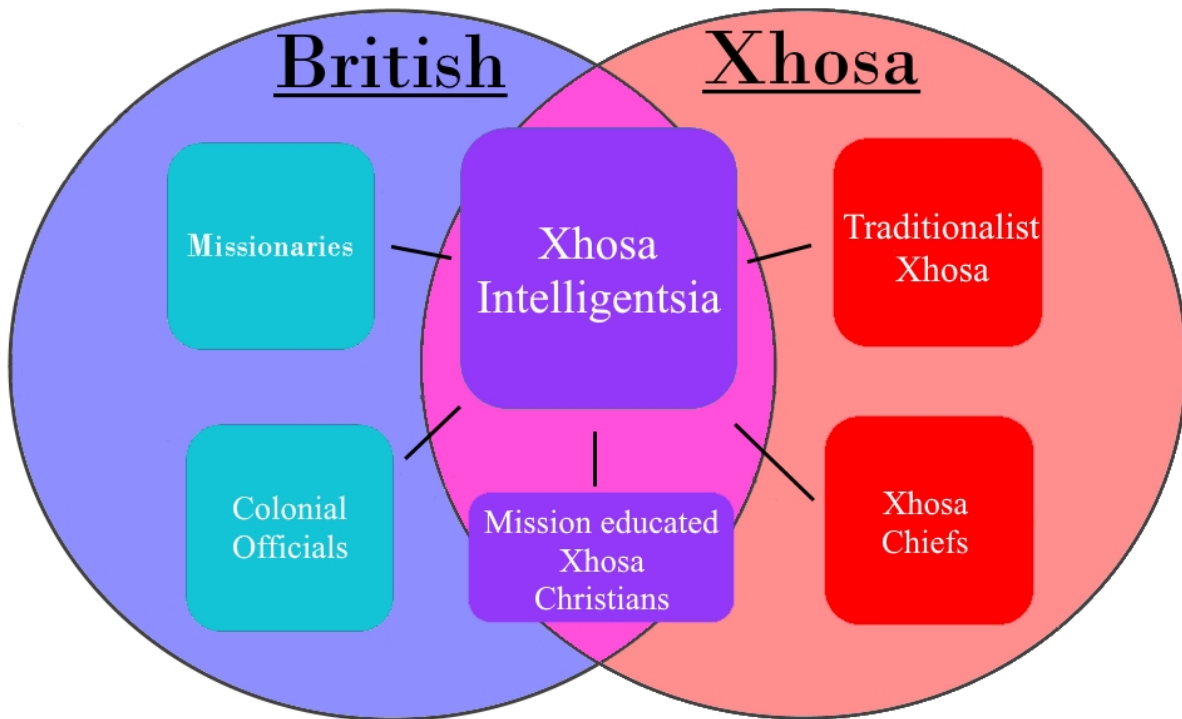 British
Xhosa
Missionaries
Xhosa
Intelligentsia
Traditionalist
Xhosa
Colonial
Officials
Mission educated
Xhosa
Christians
Xhosa
Chiefs